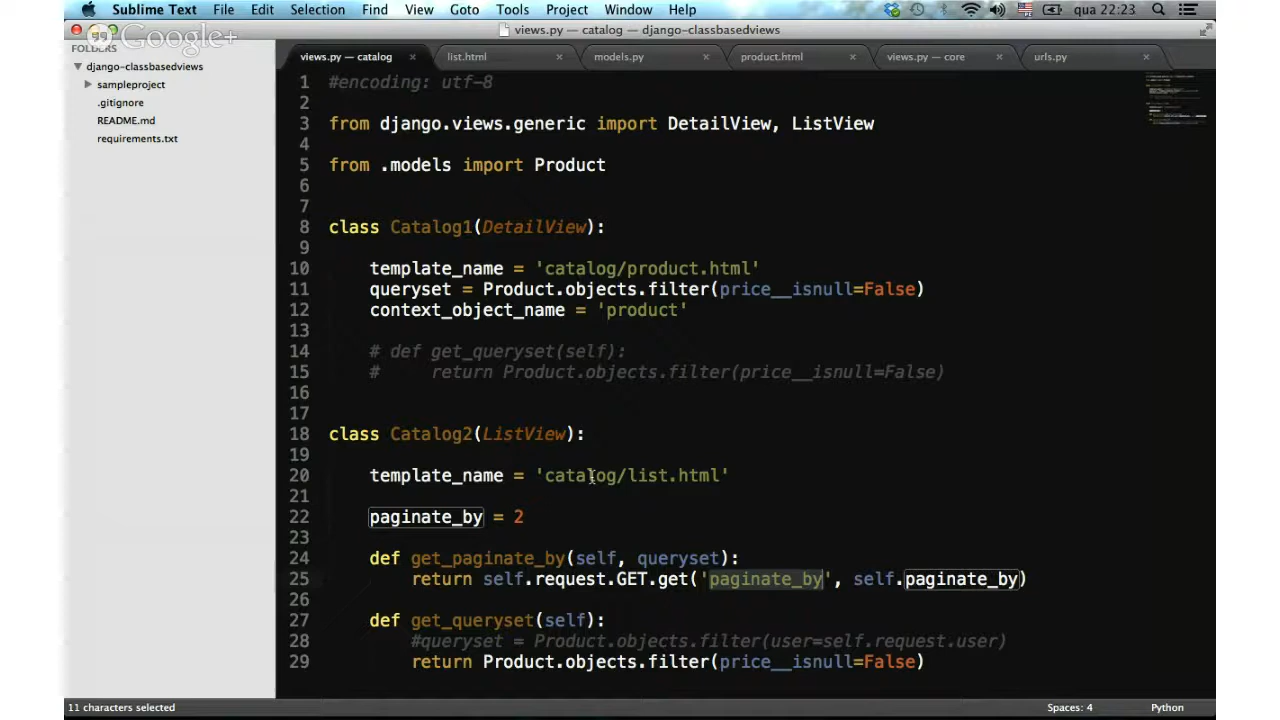 Sublime Text File Edit Selection Find View Goto Tools Project Window Help qua 22:23
views.py — catalog — django-classbasedviews
Google+
FOLDERS
django-classbasedviews
sampleproject
.gitignore
README.md
requirements.txt
views.py — catalog × list.html × models.py × product.html × views.py — core × urls.py ×
1 #encoding: utf-8
2
3 from django.views.generic import DetailView, ListView
4
5 from .models import Product
6
7
8 class Catalog1(DetailView):
9
10 template_name = 'catalog/product.html'
11 queryset = Product.objects.filter(price__isnull=False)
12 context_object_name = 'product'
13
14 # def get_queryset(self):
15 #     return Product.objects.filter(price__isnull=False)
16
17
18 class Catalog2(ListView):
19
20 template_name = 'catalog/list.html'
21
22 paginate_by = 2
23
24 def get_paginate_by(self, queryset):
25 return self.request.GET.get('paginate_by', self.paginate_by)
26
27 def get_queryset(self):
28 #queryset = Product.objects.filter(user=self.request.user)
29 return Product.objects.filter(price__isnull=False)
11 characters selected Spaces: 4 Python